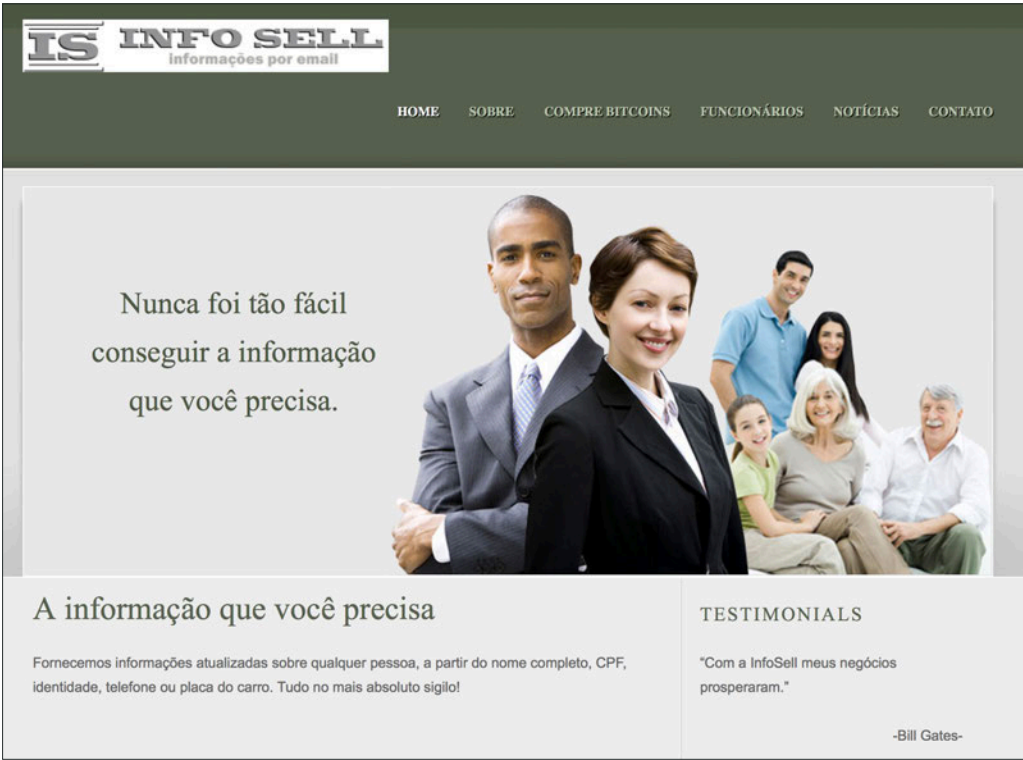 IS INFO SELL
informações por email
HOME SOBRE COMPRE BITCOINS FUNCIONÁRIOS NOTÍCIAS CONTATO
Nunca foi tão fácil
conseguir a informação
que você precisa.
A informação que você precisa
Fornecemos informações atualizadas sobre qualquer pessoa, a partir do nome completo, CPF,
identidade, telefone ou placa do carro. Tudo no mais absoluto sigilo!
TESTIMONIALS
"Com a InfoSell meus negócios
prosperaram."
-Bill Gates-